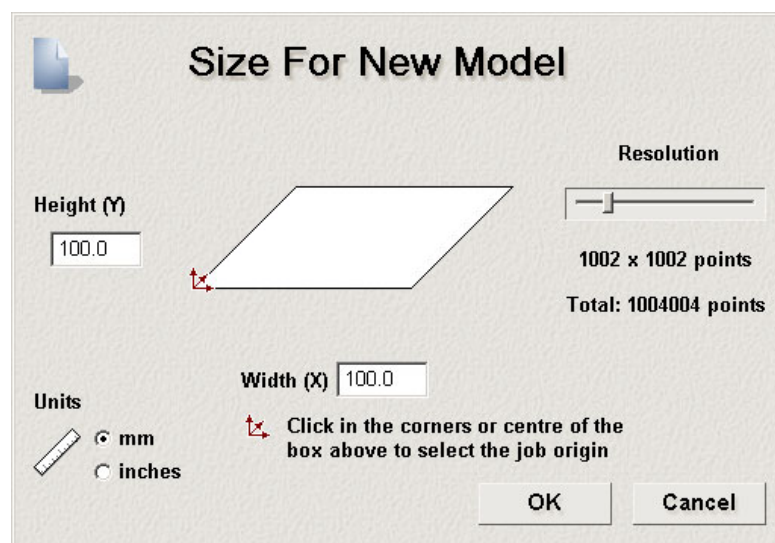 Size For New Model
Resolution
Height (Y)
100.0
1002 x 1002 points
Total: 1004004 points
Width (X) 100.0
Units
mm
inches
Click in the corners or centre of the
box above to select the job origin
OK Cancel